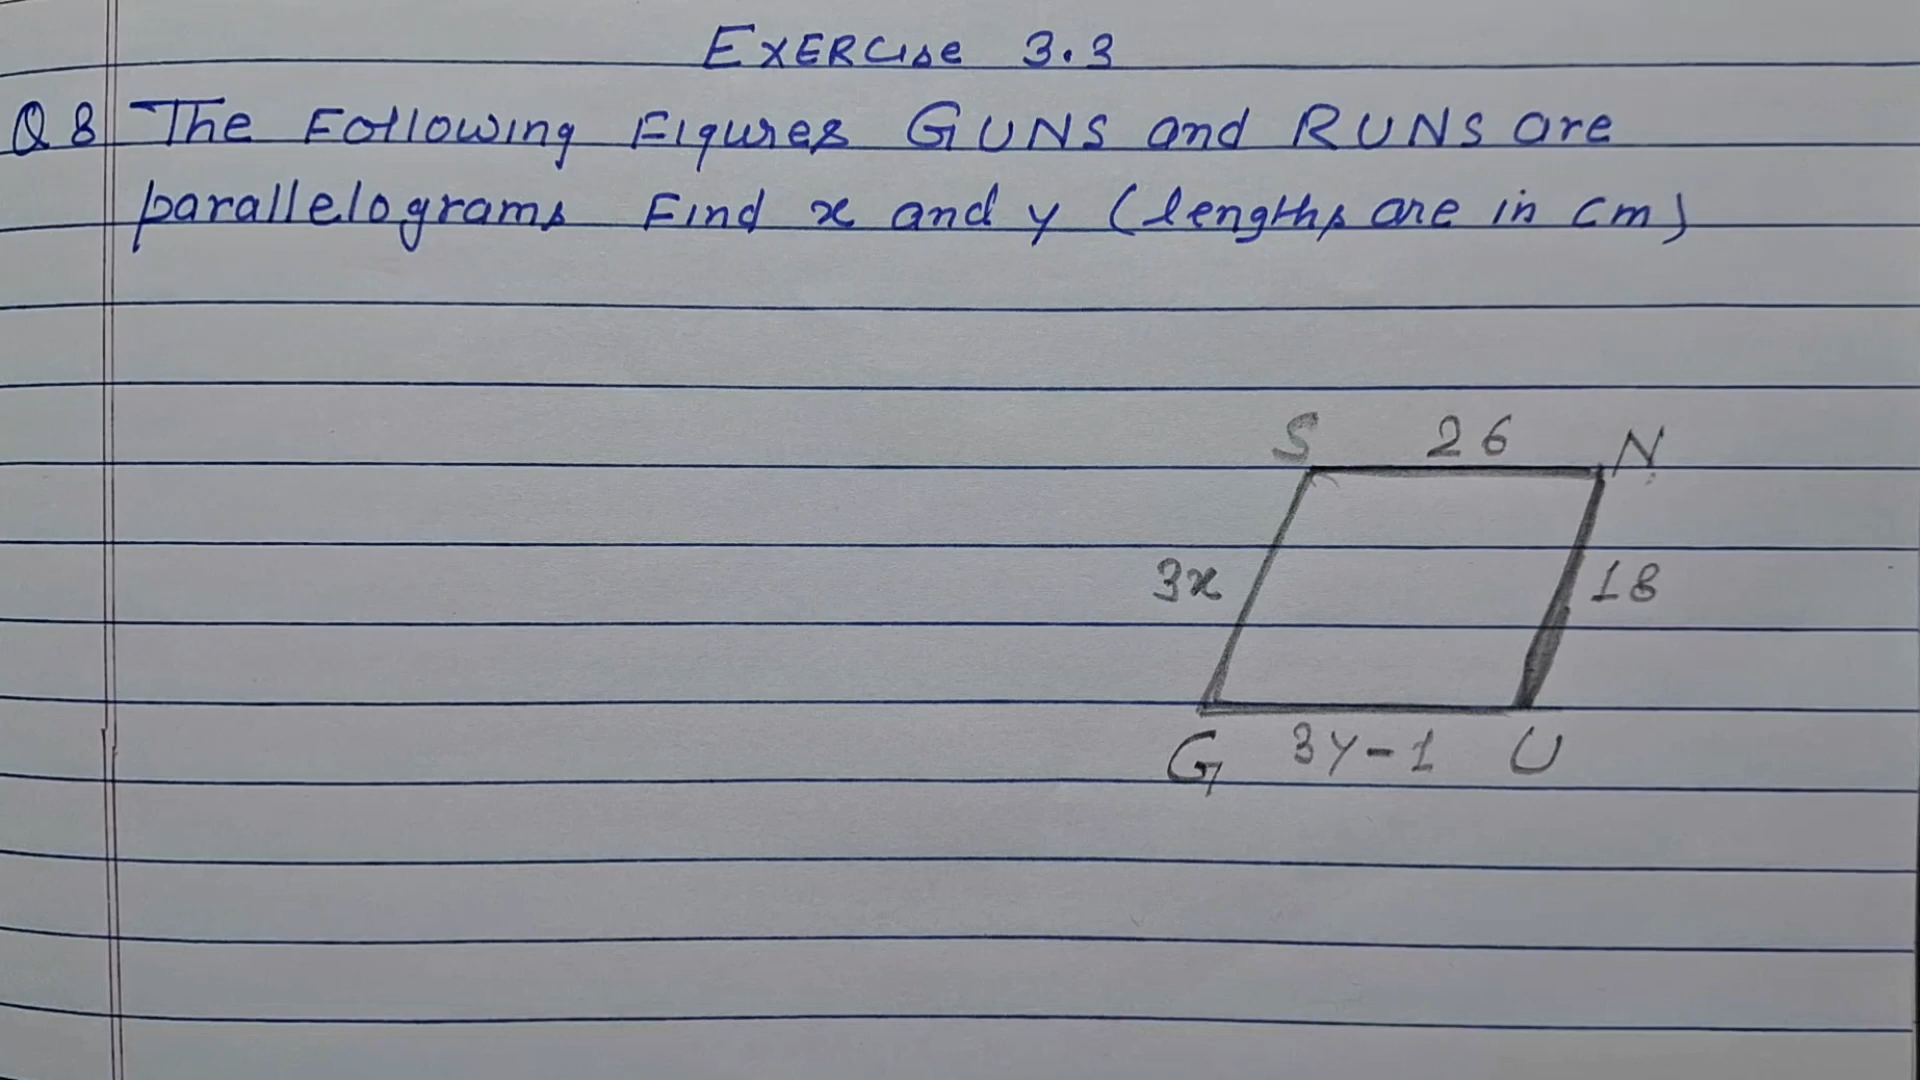 EXERCise 3.3
Q 8 The Following Figures GUNS and RUNS are
parallelograms Find x and y (lengths are in cm)
S 26 N
3x 18
G 3y-1 U